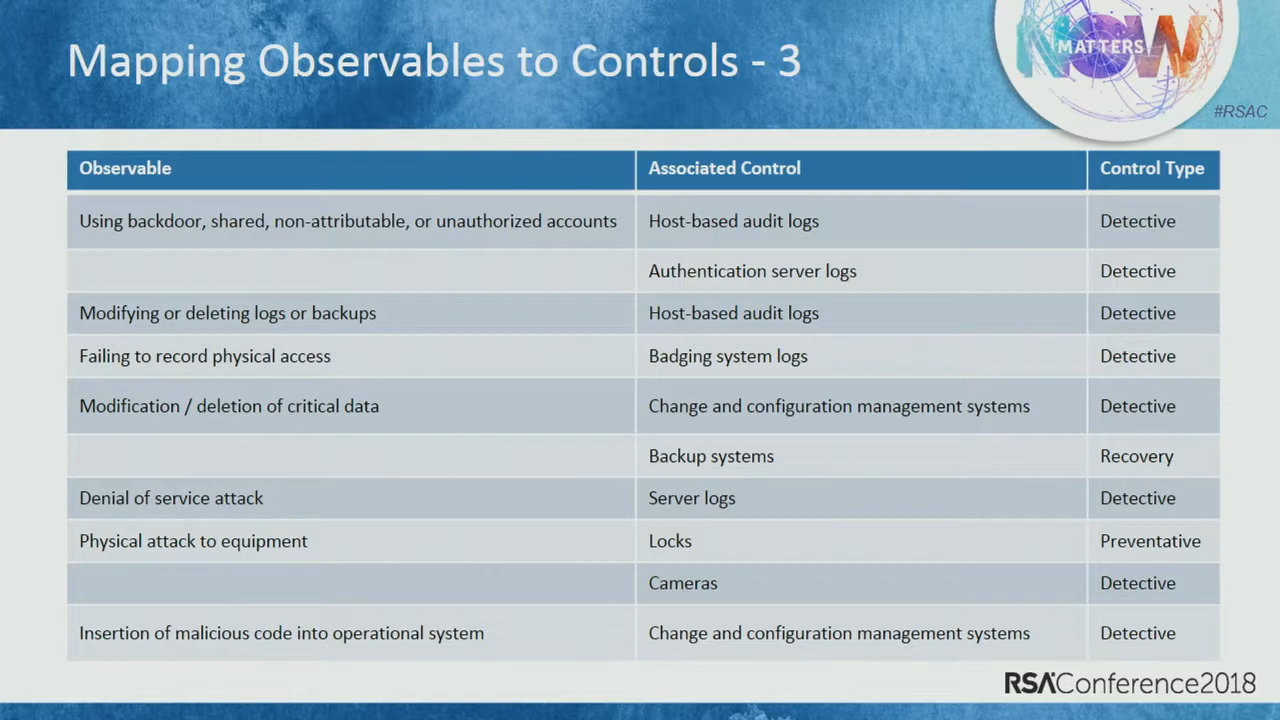 Mapping Observables to Controls - 3
NOW
MATTERS
#RSAC
Observable Associated Control Control Type
Using backdoor, shared, non-attributable, or unauthorized accounts Host-based audit logs Detective
Authentication server logs Detective
Modifying or deleting logs or backups Host-based audit logs Detective
Failing to record physical access Badging system logs Detective
Modification / deletion of critical data Change and configuration management systems Detective
Backup systems Recovery
Denial of service attack Server logs Detective
Physical attack to equipment Locks Preventative
Cameras Detective
Insertion of malicious code into operational system Change and configuration management systems Detective
RSAConference2018